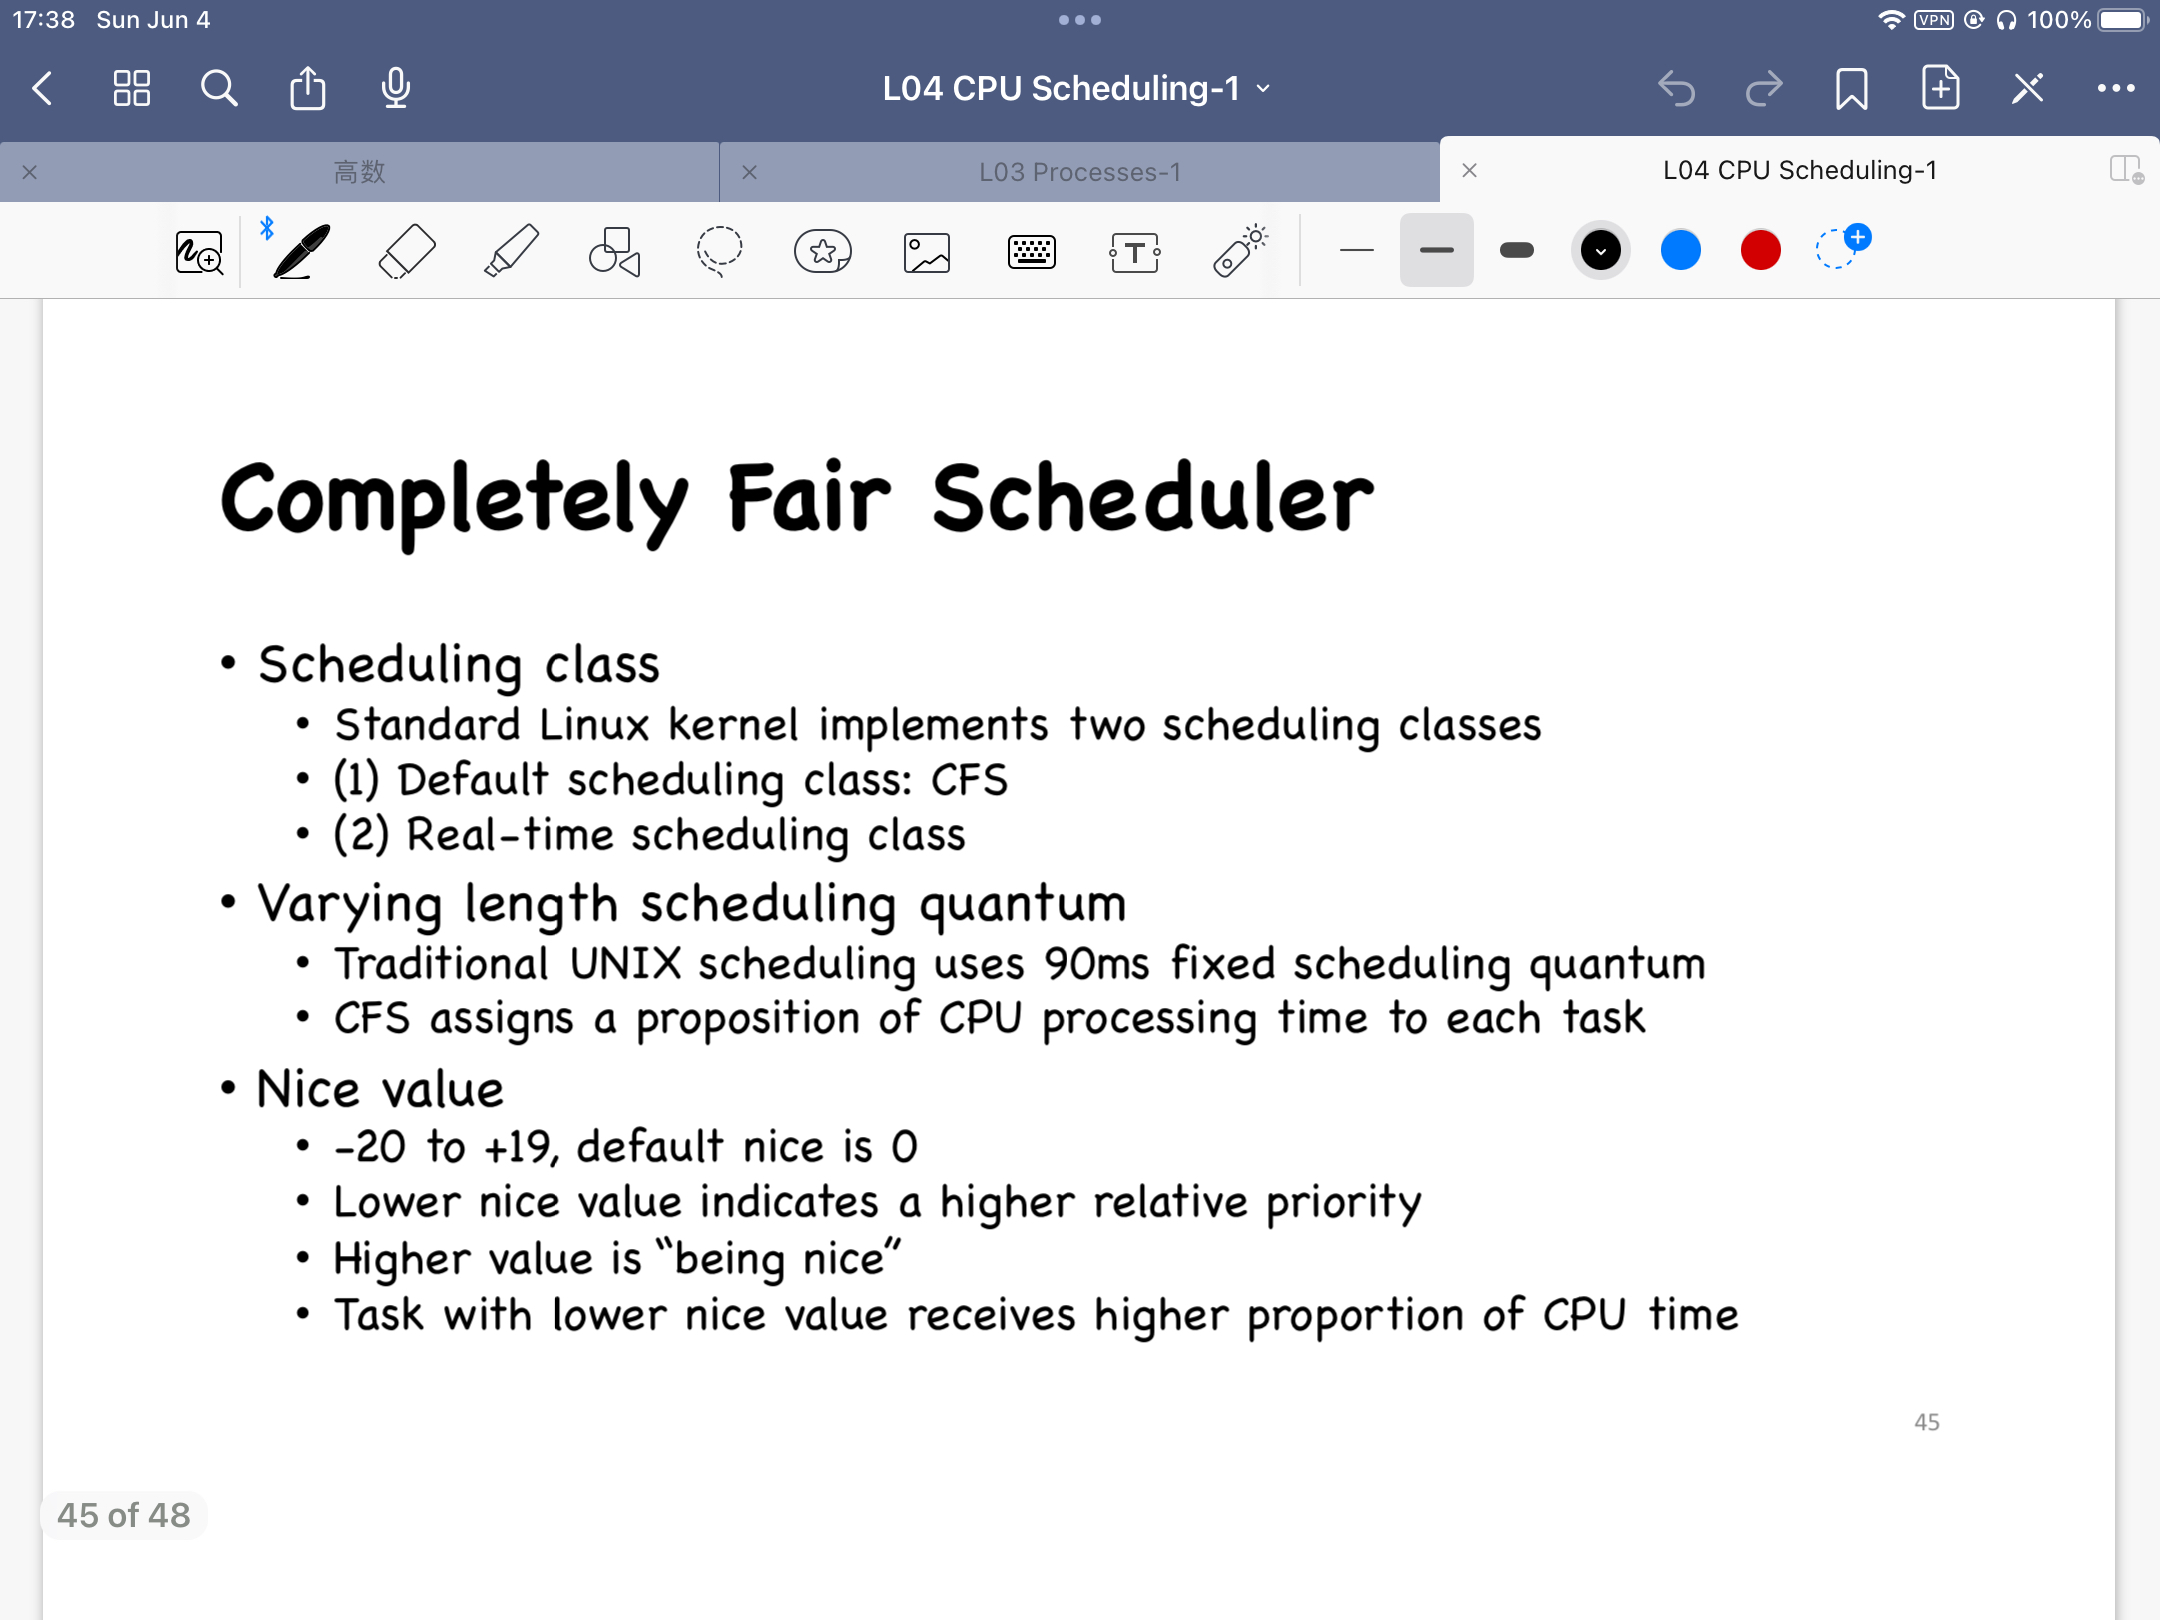 17:38 Sun Jun 4
VPN 100%
L04 CPU Scheduling-1
高数
L03 Processes-1
L04 CPU Scheduling-1
T
Completely Fair Scheduler
• Scheduling class
• Standard Linux kernel implements two scheduling classes
• (1) Default scheduling class: CFS
• (2) Real-time scheduling class
• Varying length scheduling quantum
• Traditional UNIX scheduling uses 90ms fixed scheduling quantum
• CFS assigns a proposition of CPU processing time to each task
• Nice value
• -20 to +19, default nice is 0
• Lower nice value indicates a higher relative priority
• Higher value is “being nice”
• Task with lower nice value receives higher proportion of CPU time
45
45 of 48